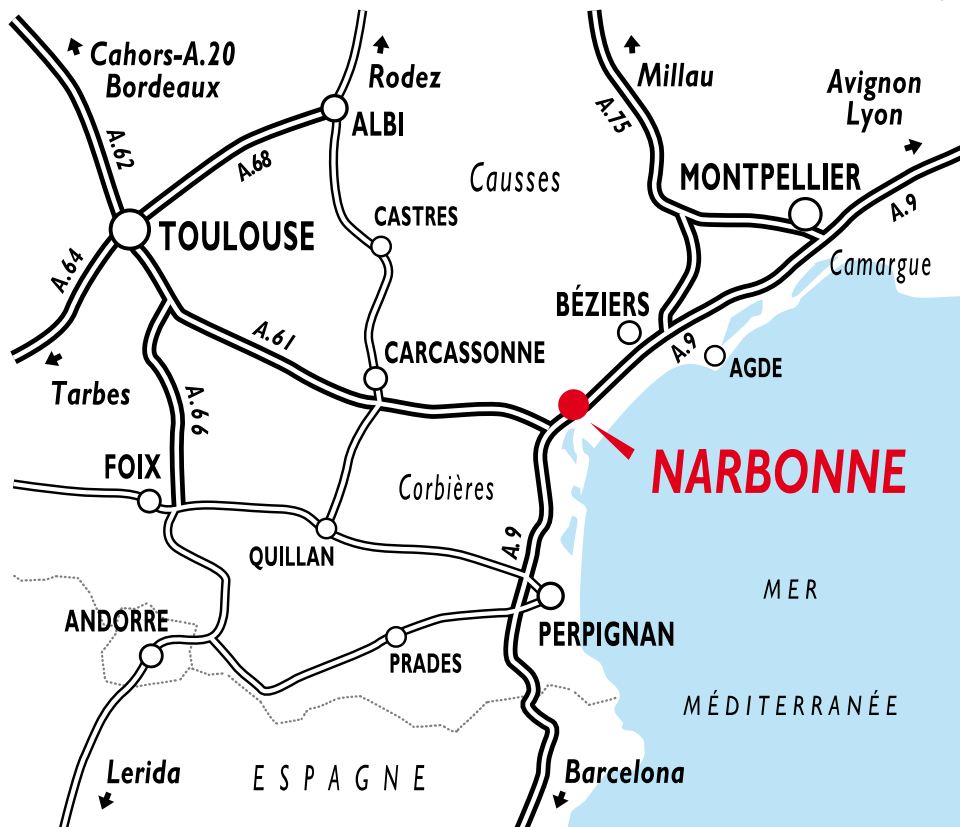 Cahors-A.20
Bordeaux
Rodez
Millau
Avignon
Lyon
A.62
A.68
ALBI
A.75
Causses
MONTPELLIER
A.9
CASTRES
TOULOUSE
A.64
Camargue
BÉZIERS
A.61
A.9
AGDE
CARCASSONNE
Tarbes
A.66
FOIX
Corbières
NARBONNE
QUILLAN
A.9
MER
ANDORRE
PERPIGNAN
PRADES
MÉDITERRANÉE
Lerida
ESPAGNE
Barcelona